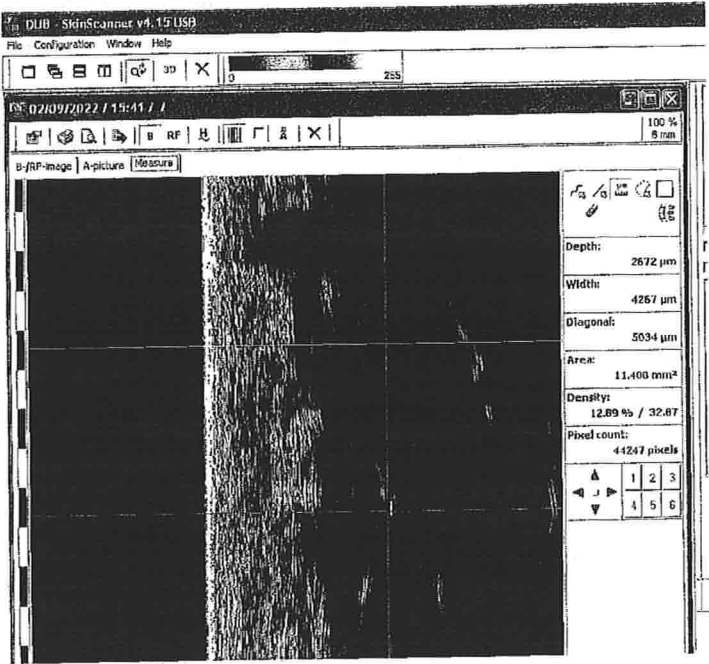 DUB - SkinScanner v4.15 USB
File Configuration Window Help
3D
0 255
02/09/2022 / 15:41 / /
B RF
100 %
8 mm
B-/RF-Image A-picture Measure
Depth:
2672 µm
Width:
4267 µm
Diagonal:
5034 µm
Area:
11.400 mm²
Density:
12.89 % / 32.87
Pixel count:
44247 pixels
1 2 3
4 5 6